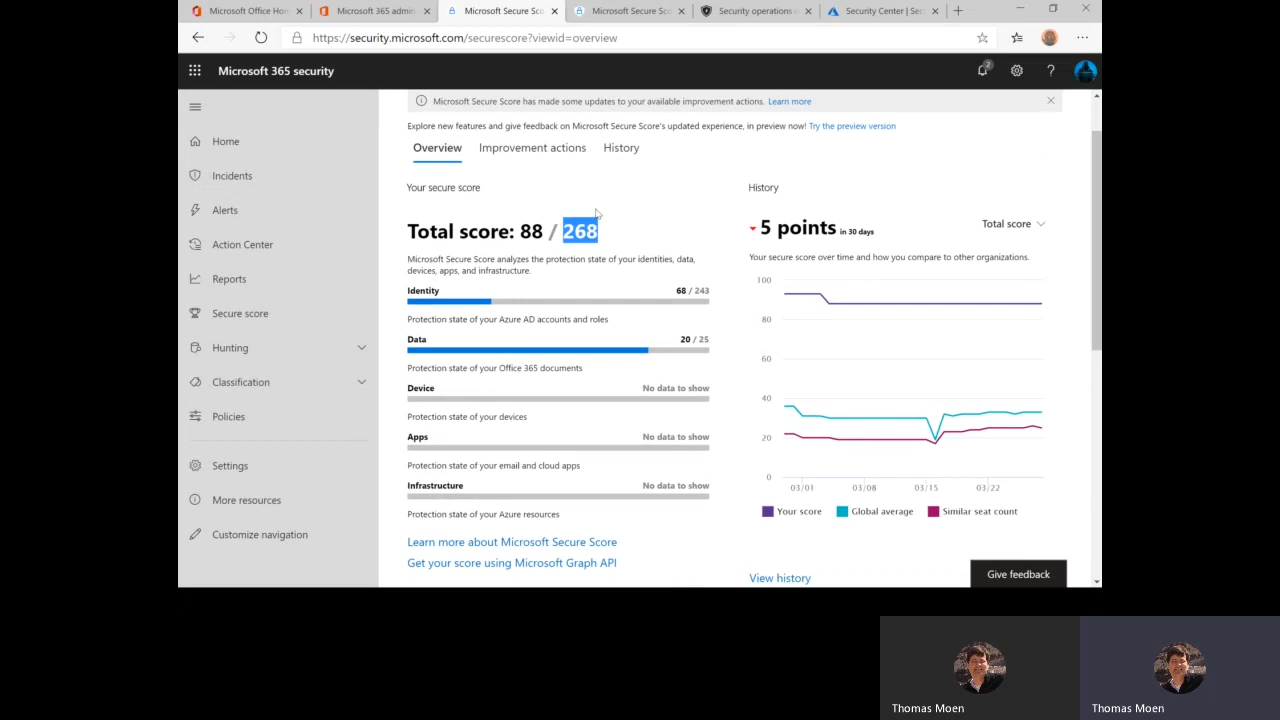 Microsoft Office Hon
Microsoft 365 admin
Microsoft Secure Sco
Microsoft Secure Sco
Security operations
Security Center | Sec
https://security.microsoft.com/securescore?viewid=overview
Microsoft 365 security
2
?
Microsoft Secure Score has made some updates to your available improvement actions. Learn more
Explore new features and give feedback on Microsoft Secure Score's updated experience, in preview now! Try the preview version
Home
Incidents
Alerts
Action Center
Reports
Secure score
Hunting
Classification
Policies
Settings
More resources
Customize navigation
Overview
Improvement actions
History
Your secure score
Total score: 88 / 268
Microsoft Secure Score analyzes the protection state of your identities, data,
devices, apps, and infrastructure.
Identity 68 / 243
Protection state of your Azure AD accounts and roles
Data 20 / 25
Protection state of your Office 365 documents
Device No data to show
Protection state of your devices
Apps No data to show
Protection state of your email and cloud apps
Infrastructure No data to show
Protection state of your Azure resources
Learn more about Microsoft Secure Score
Get your score using Microsoft Graph API
History
5 points in 30 days
Total score
Your secure score over time and how you compare to other organizations.
100
80
60
40
20
0
03/01 03/08 03/15 03/22
Your score Global average Similar seat count
View history
Give feedback
Thomas Moen
Thomas Moen